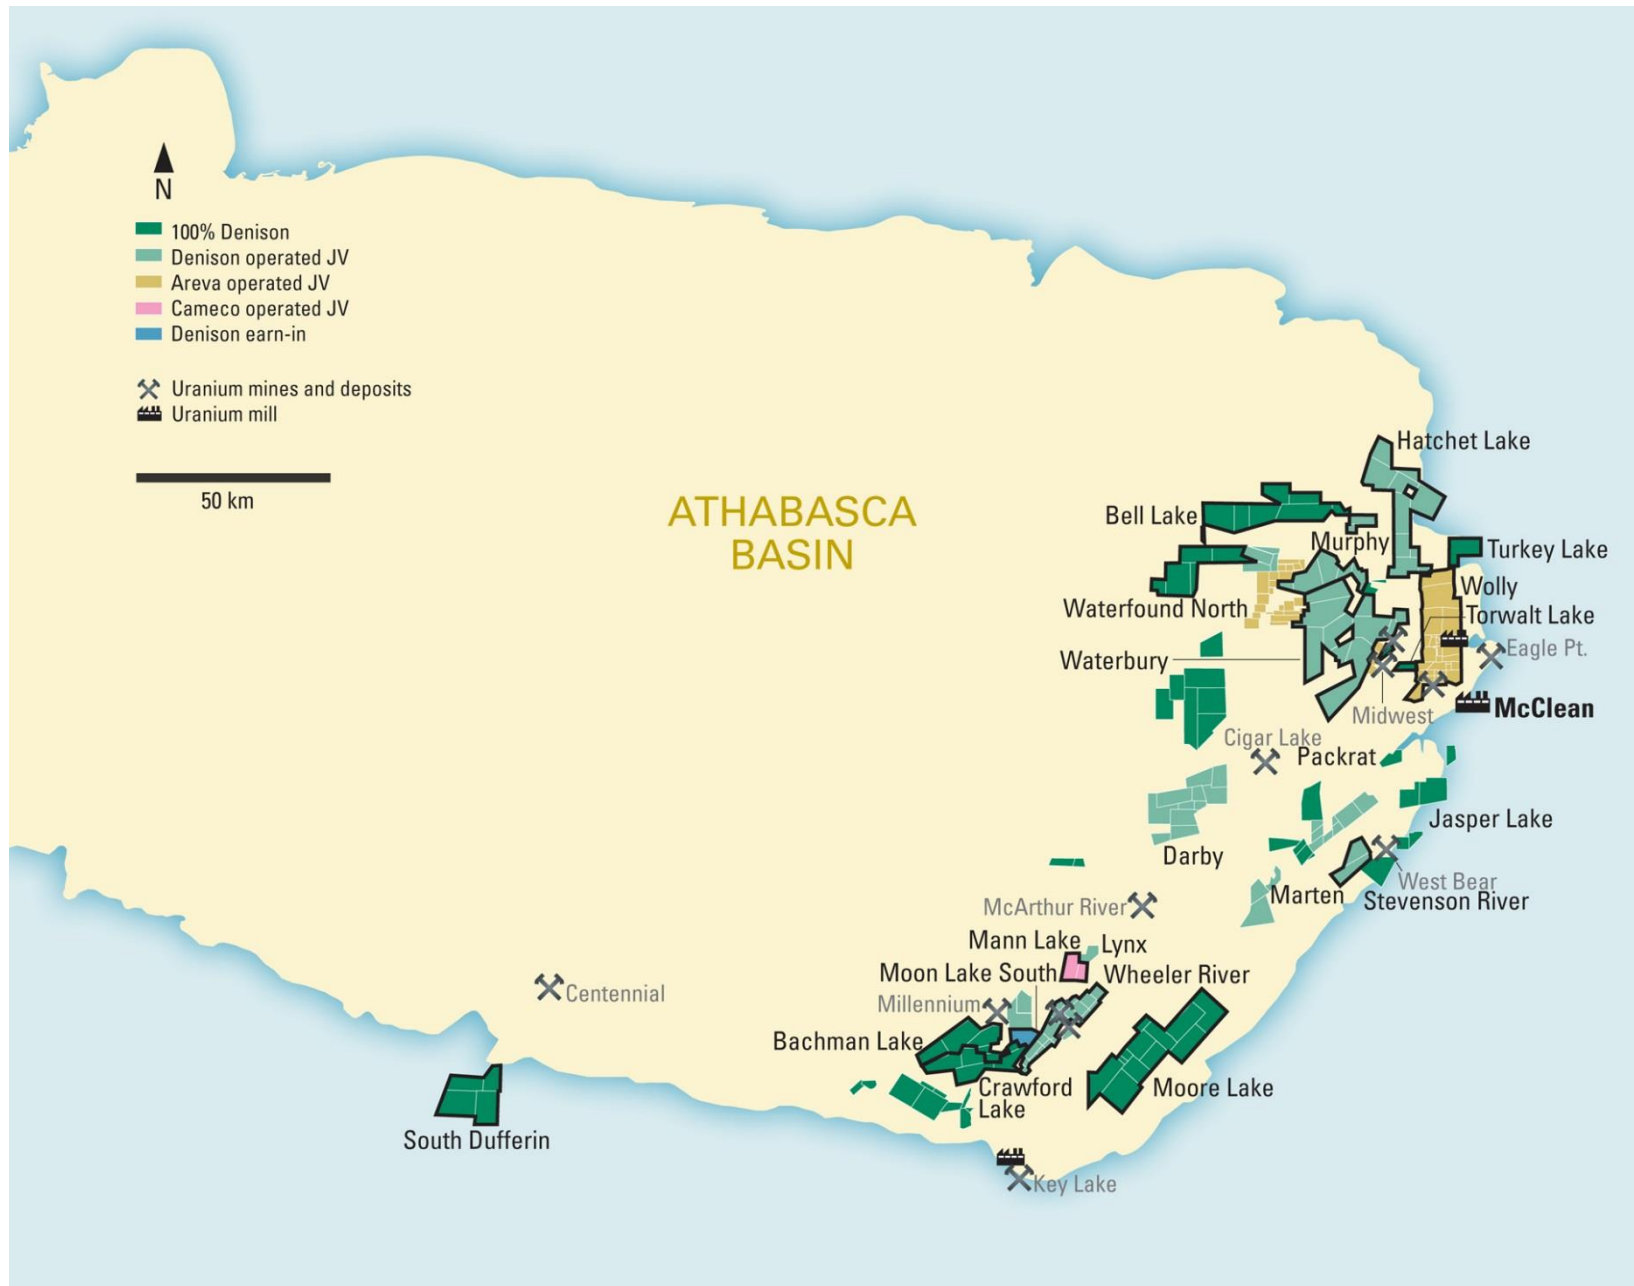 N
100% Denison
Denison operated JV
Areva operated JV
Cameco operated JV
Denison earn-in
Uranium mines and deposits
Uranium mill
50 km
ATHABASCA
BASIN
Hatchet Lake
Bell Lake
Murphy
Turkey Lake
Wolly
Waterfound North
Torwalt Lake
Eagle Pt.
Waterbury
McClean
Midwest
Cigar Lake
Packrat
Jasper Lake
Darby
West Bear
Marten
Stevenson River
McArthur River
Mann Lake
Lynx
Moon Lake South
Wheeler River
Millennium
Centennial
Bachman Lake
Crawford
Lake
Moore Lake
South Dufferin
Key Lake